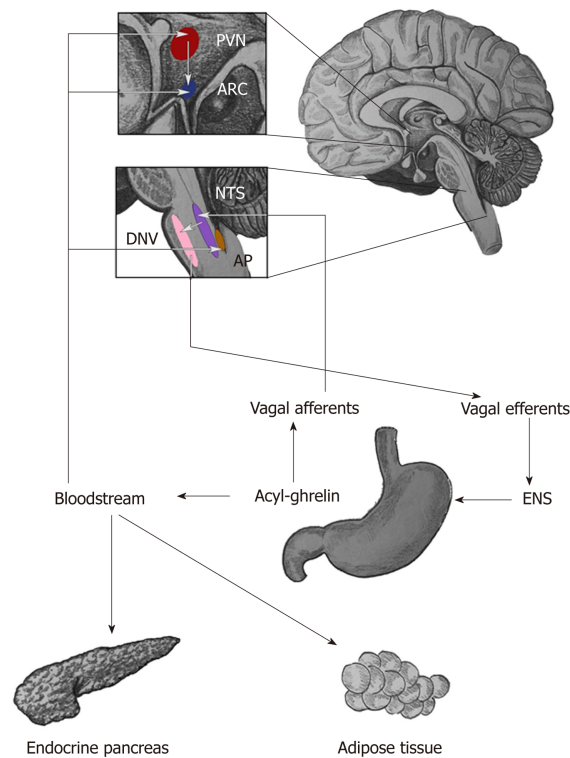 PVN
ARC
NTS
DNV
AP
Vagal afferents
Vagal efferents
Bloodstream
Acyl-ghrelin
ENS
Endocrine pancreas
Adipose tissue